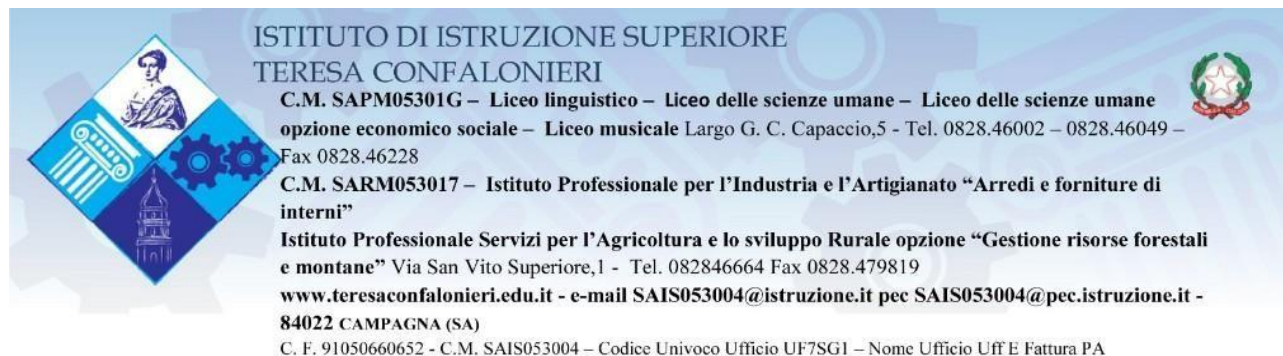 ISTITUTO DI ISTRUZIONE SUPERIORE
TERESA CONFALONIERI
C.M. SAPM05301G – Liceo linguistico – Liceo delle scienze umane – Liceo delle scienze umane
opzione economico sociale – Liceo musicale Largo G. C. Capaccio,5 - Tel. 0828.46002 – 0828.46049 –
Fax 0828.46228
C.M. SARM053017 – Istituto Professionale per l’Industria e l’Artigianato “Arredi e forniture di
interni”
Istituto Professionale Servizi per l’Agricoltura e lo sviluppo Rurale opzione “Gestione risorse forestali
e montane” Via San Vito Superiore,1 - Tel. 082846664 Fax 0828.479819
www.teresaconfalonieri.edu.it - e-mail SAIS053004@istruzione.it pec SAIS053004@pec.istruzione.it -
84022 CAMPAGNA (SA)
C. F. 91050660652 - C.M. SAIS053004 – Codice Univoco Ufficio UF7SG1 – Nome Ufficio Uff E Fattura PA